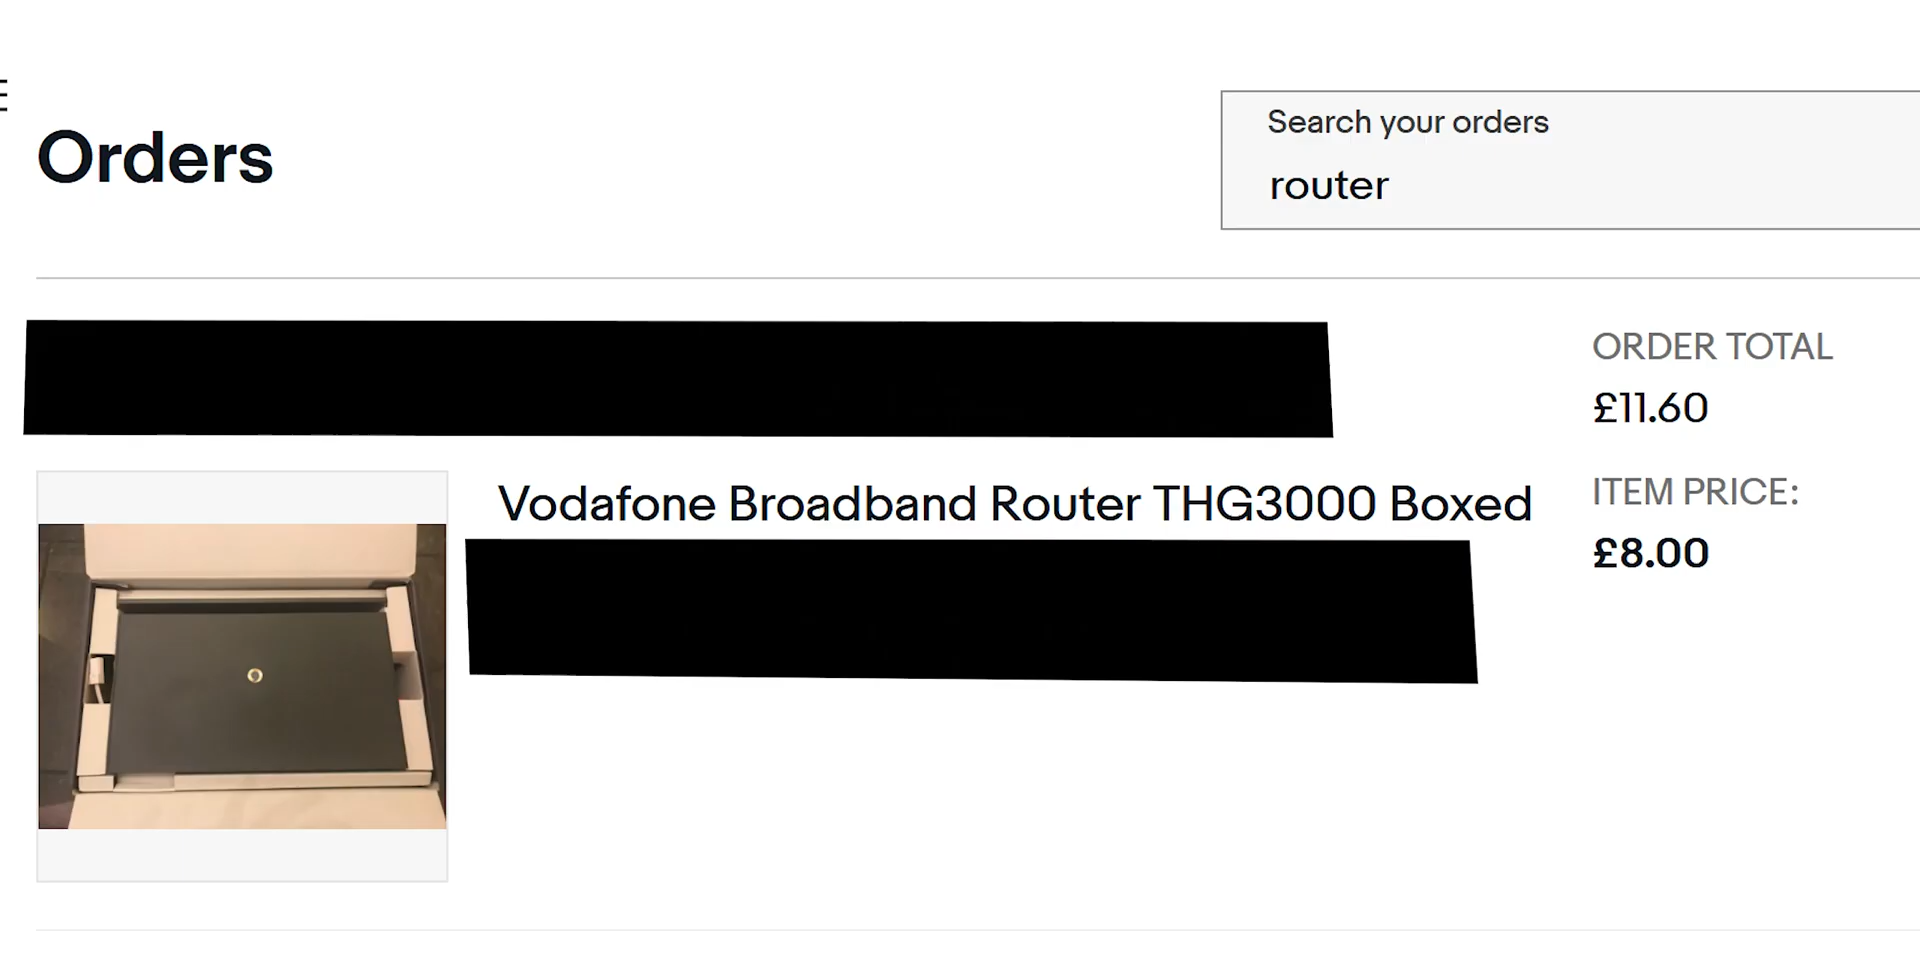 Orders
Search your orders
router
ORDER TOTAL
£11.60
Vodafone Broadband Router THG3000 Boxed
ITEM PRICE:
£8.00